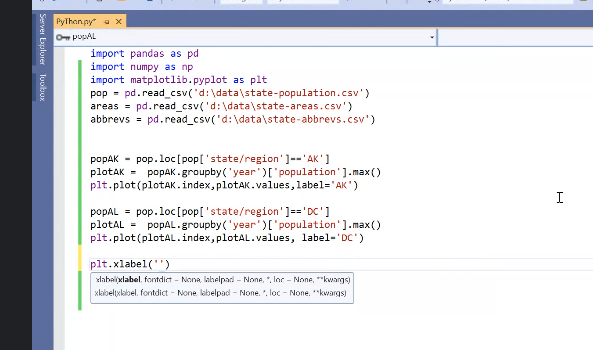 PyThon.py*
popAL
Server Explorer
Toolbox
import pandas as pd
import numpy as np
import matplotlib.pyplot as plt
pop = pd.read_csv('d:\data\state-population.csv')
areas = pd.read_csv('d:\data\state-areas.csv')
abbrevs = pd.read_csv('d:\data\state-abbrevs.csv')
popAK = pop.loc[pop['state/region']=='AK']
plotAK =  popAK.groupby('year')['population'].max()
plt.plot(plotAK.index,plotAK.values,label='AK')
popAL = pop.loc[pop['state/region']=='DC']
plotAL =  popAL.groupby('year')['population'].max()
plt.plot(plotAL.index,plotAL.values, label='DC')
plt.xlabel('')
xlabel(xlabel, fontdict = None, labelpad = None, *, loc = None, **kwargs)
xlabel(xlabel, fontdict = None, labelpad = None, *, loc = None, **kwargs)